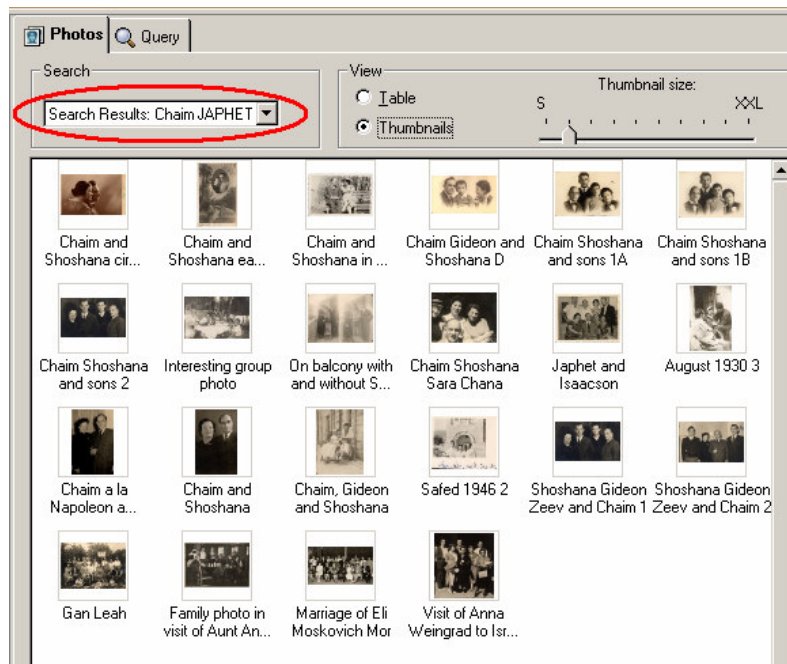 Photos Query
Search View
Search Results: Chaim JAPHET
Table
Thumbnails
Thumbnail size:
S XXL
Chaim and Chaim and Chaim and Chaim Gideon and Chaim Shoshana Chaim Shoshana
Shoshana cir... Shoshana ea... Shoshana in ... Shoshana D and sons 1A and sons 1B
Chaim Shoshana Interesting group On balcony with Chaim Shoshana Japhet and August 1930 3
and sons 2 photo and without S... Sara Chana Isaacson
Chaim a la Chaim and Chaim, Gideon Safed 1946 2 Shoshana Gideon Shoshana Gideon
Napoleon a... Shoshana and Shoshana Zeev and Chaim 1 Zeev and Chaim 2
Gan Leah Family photo in Marriage of Eli Visit of Anna
visit of Aunt An... Moskovich Mor Weingrad to Isr...